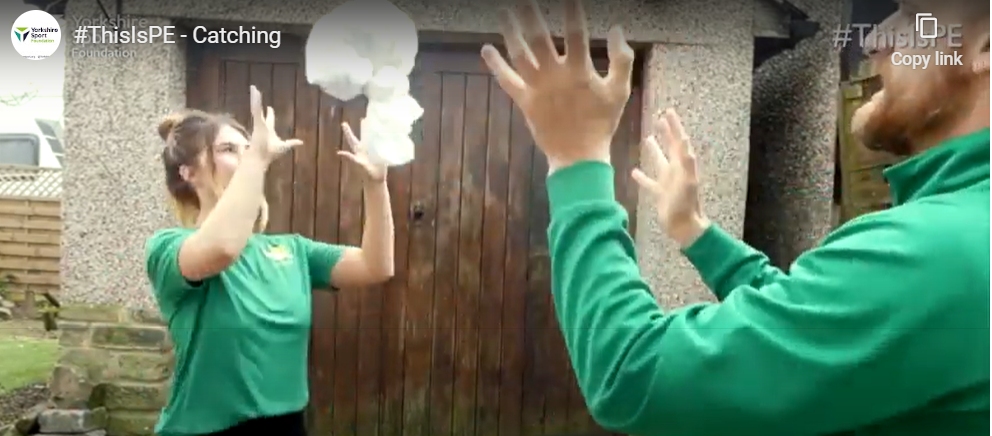 Yorkshire
Sport
Foundation
#ThisIsPE - Catching
Yorkshire
Foundation
#ThisIsPE
Copy link